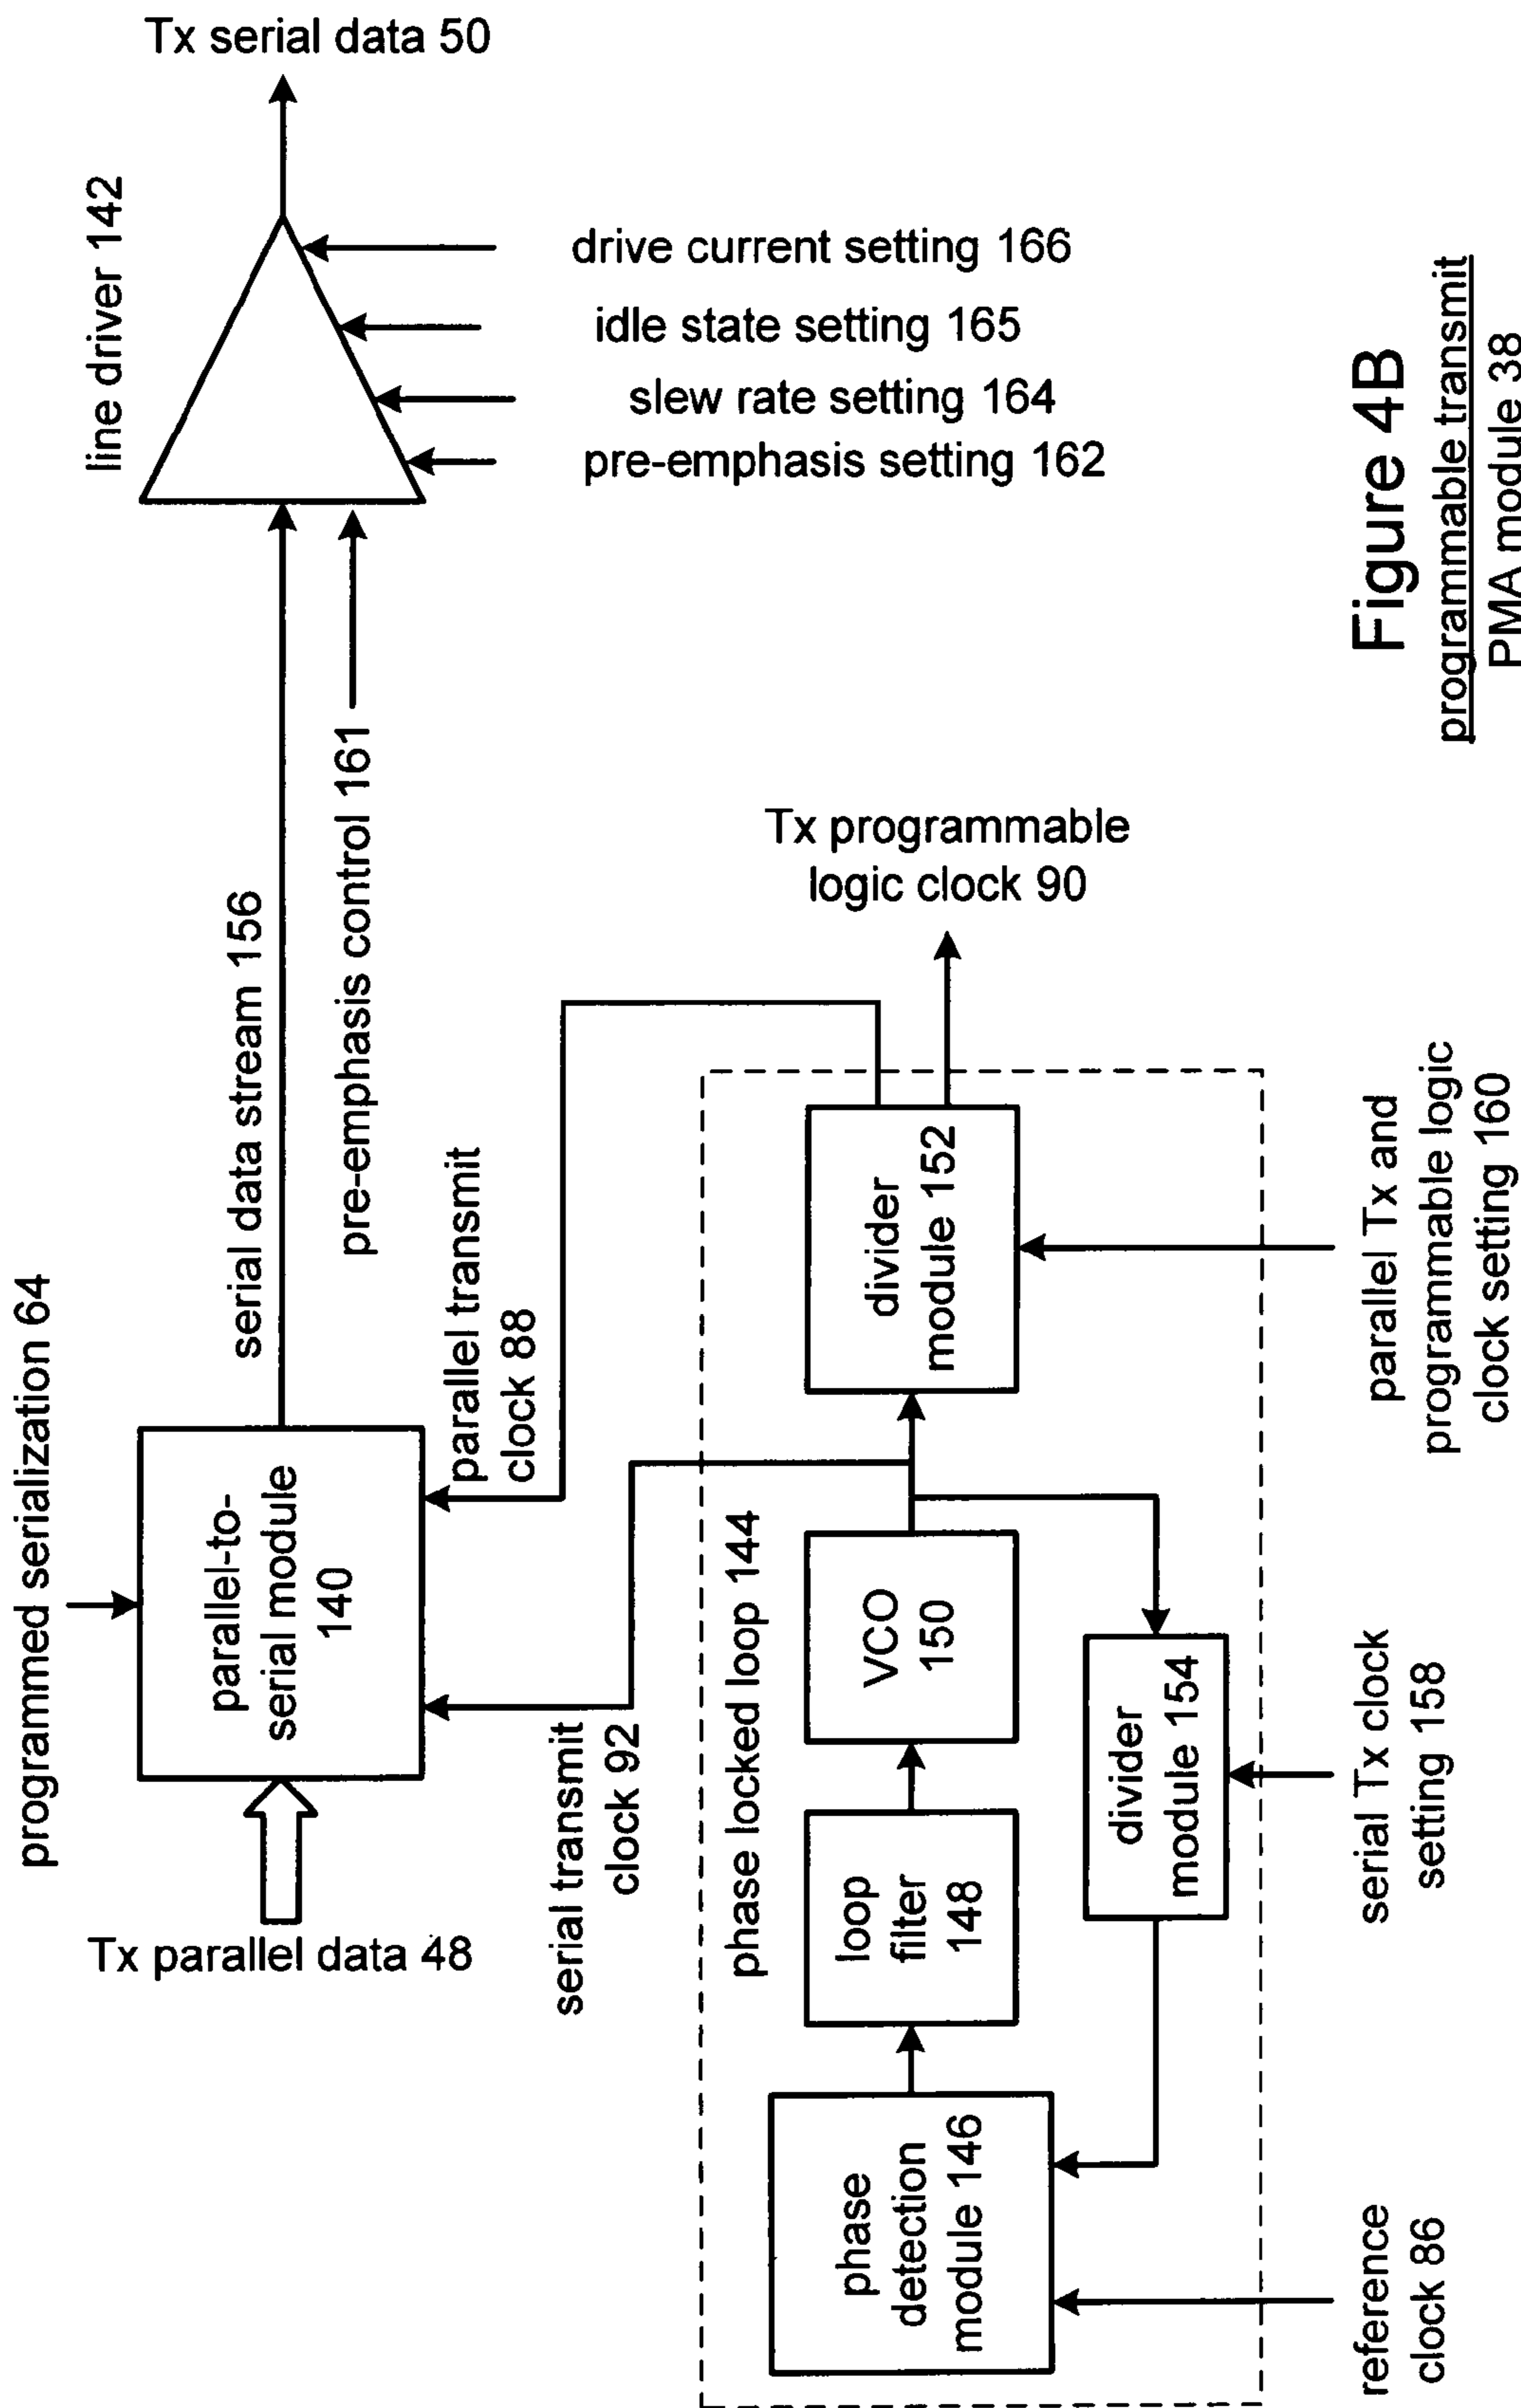 programmed serialization 64
Tx parallel data 48
parallel-to-
serial module
140
serial data stream 156
pre-emphasis control 161
line driver 142
Tx serial data 50
drive current setting 166
idle state setting 165
slew rate setting 164
pre-emphasis setting 162
serial transmit
clock 92
parallel transmit
clock 88
phase locked loop 144
phase
detection
module 146
loop
filter
148
VCO
150
divider
module 152
divider
module 154
Tx programmable
logic clock 90
reference
clock 86
serial Tx clock
setting 158
parallel Tx and
programmable logic
clock setting 160
Figure 4B
programmable transmit
PMA module 38